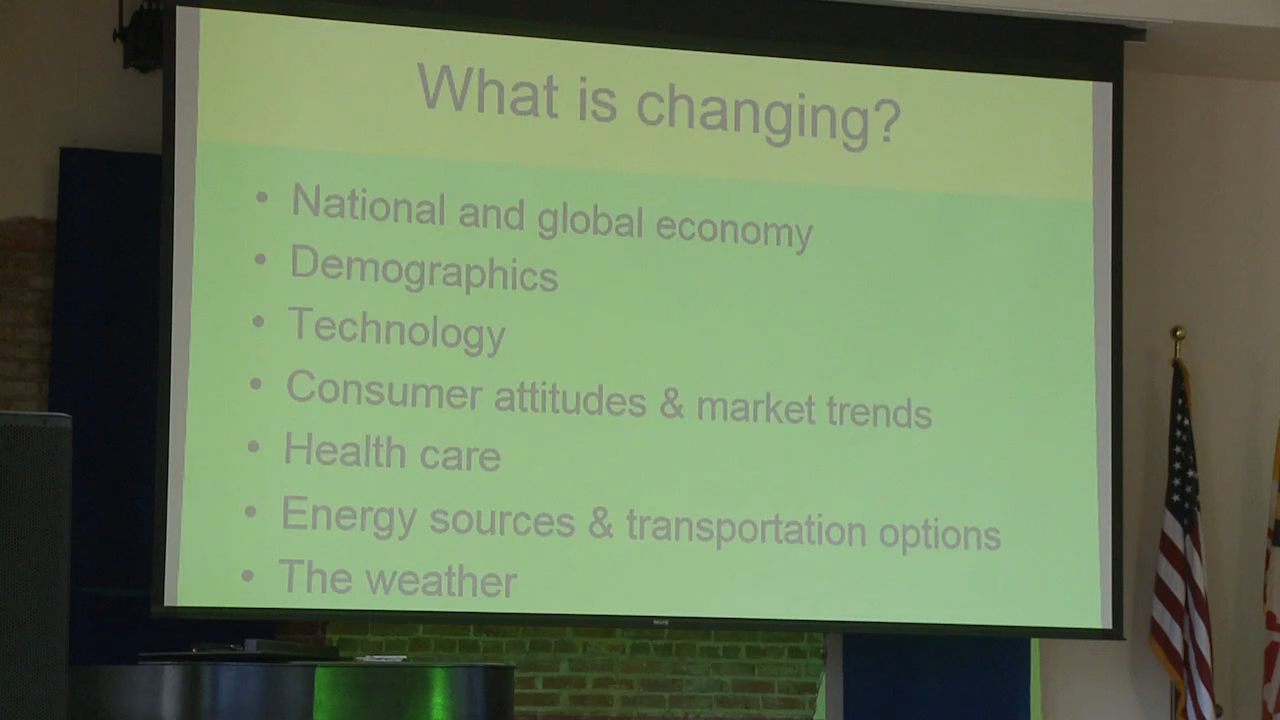 What is changing?
• National and global economy
• Demographics
• Technology
• Consumer attitudes & market trends
• Health care
• Energy sources & transportation options
• The weather